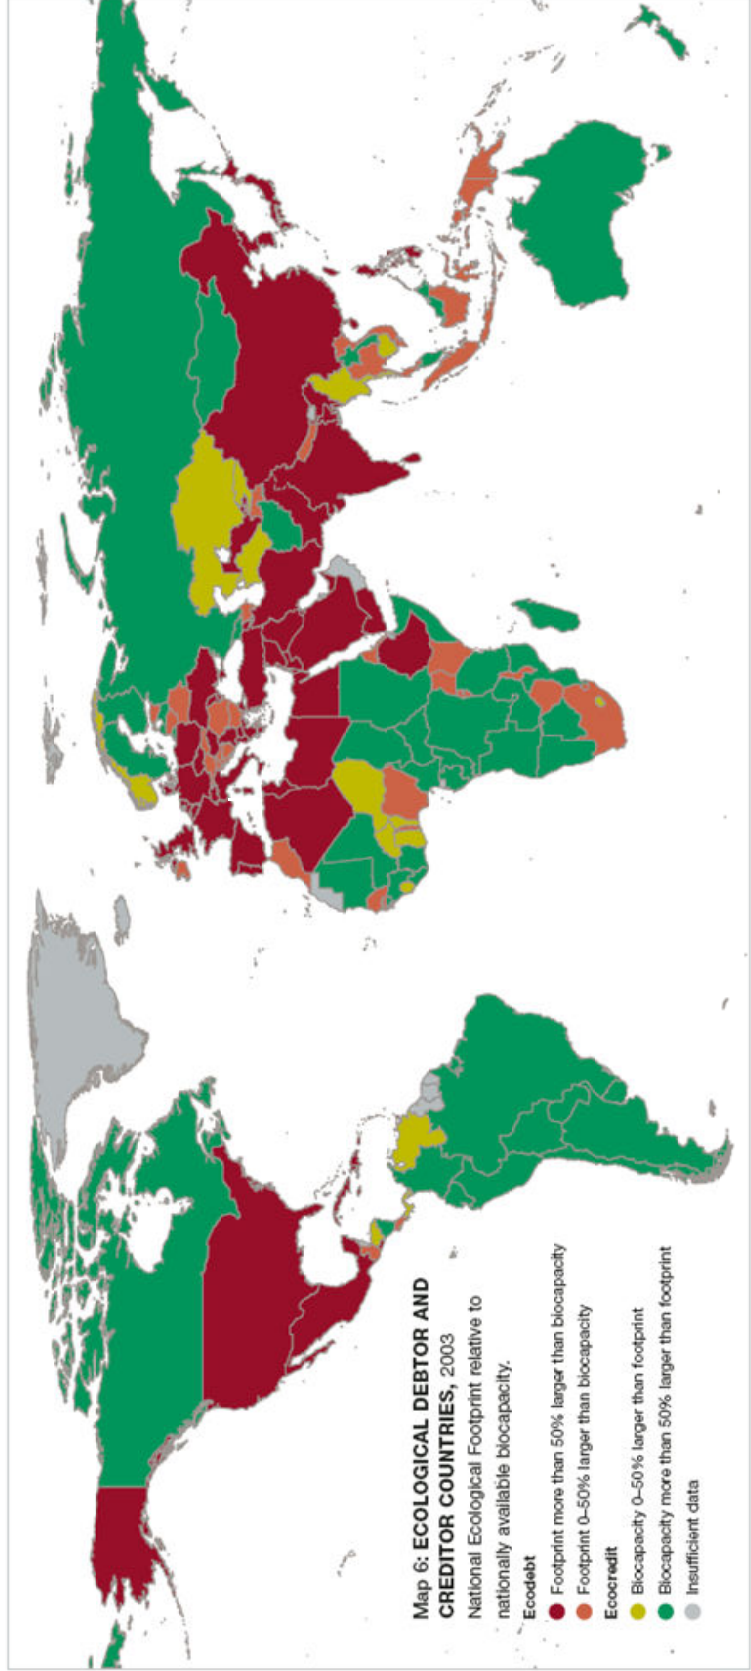 Map 6: ECOLOGICAL DEBTOR AND
CREDITOR COUNTRIES, 2003
National Ecological Footprint relative to
nationally available biocapacity.
Ecodebt
Footprint more than 50% larger than biocapacity
Footprint 0–50% larger than biocapacity
Ecocredit
Biocapacity 0–50% larger than footprint
Biocapacity more than 50% larger than footprint
Insufficient data